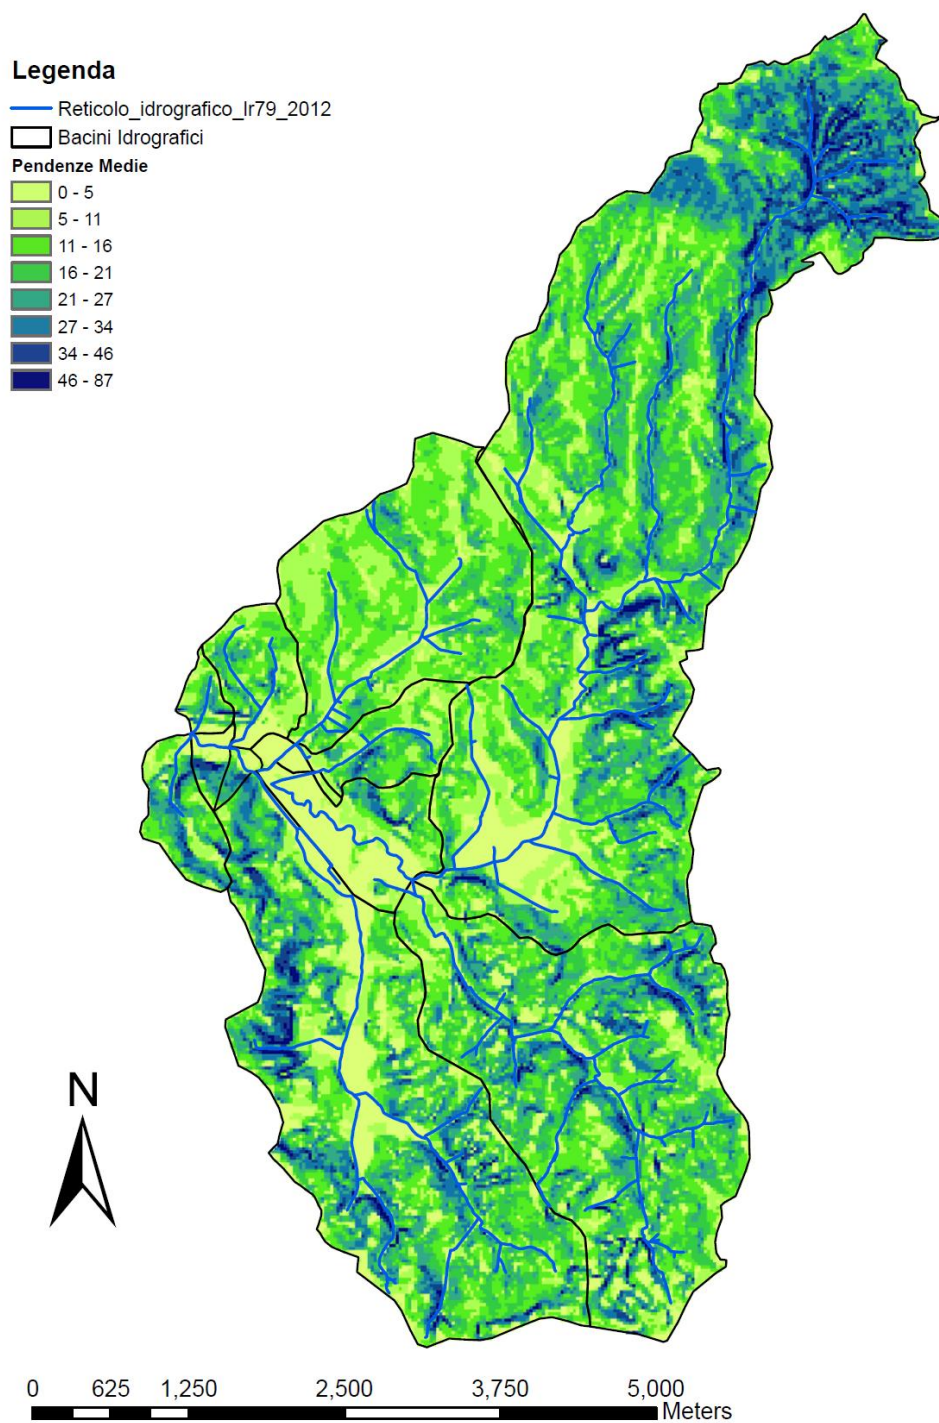 Legenda
Reticolo_idrografico_lr79_2012
Bacini Idrografici
Pendenze Medie
0 - 5
5 - 11
11 - 16
16 - 21
21 - 27
27 - 34
34 - 46
46 - 87
N
0 625 1,250 2,500 3,750 5,000
Meters